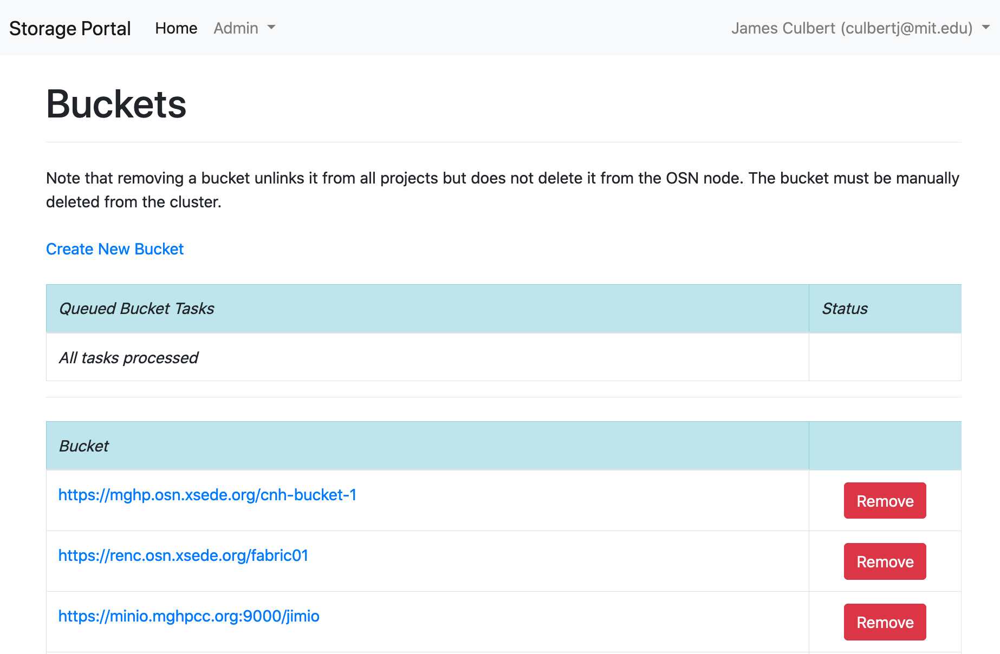 Storage Portal Home Admin James Culbert (culbertj@mit.edu)
Buckets
Note that removing a bucket unlinks it from all projects but does not delete it from the OSN node. The bucket must be manually
deleted from the cluster.
Create New Bucket
Queued Bucket Tasks Status
All tasks processed
Bucket
https://mghp.osn.xsede.org/cnh-bucket-1 Remove
https://renc.osn.xsede.org/fabric01 Remove
https://minio.mghpcc.org:9000/jimio Remove